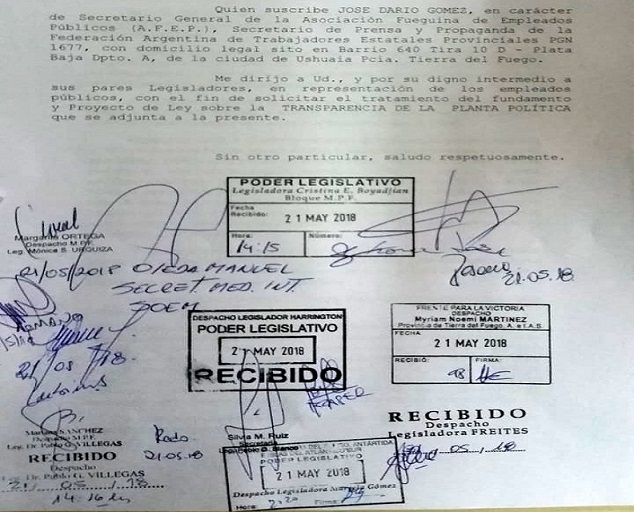 Quien suscribe JOSE DARIO GOMEZ, en carácter
de Secretario General de la Asociación Fueguina de Empleados
Públicos (A.F.E.P.), Secretario de Prensa y Propaganda de la
Federación Argentina de Trabajadores Estatales Provinciales PGN
1677, con domicilio legal sito en Barrio 640 Tira 10 D - Plata
Baja Dpto. A, de la ciudad de Ushuaia Pcia. Tierra del Fuego.
Me dirijo a Ud., y por su digno intermedio a
sus pares Legisladores, en representación de los empleados
públicos, con el fin de solicitar el tratamiento del fundamento
y Proyecto de Ley sobre la TRANSPARENCIA DE LA PLANTA POLÍTICA
que se adjunta a la presente.
Sin otro particular, saludo respetuosamente.
PODER LEGISLATIVO
Legisladora Cristina E. Boyadjian
Bloque M.P.F.
Fecha
Recibido:
21 MAY 2018
Hora:
Número:
14:15
Margarita ORTEGA
Despacho M.P.F.
Leg. Mónica S. URQUIZA
21/05/2018 OJEDA MANUEL
SECRET. MED. INT
SOEM
21.05.18
DESPACHO LEGISLADOR HARRINGTON
PODER LEGISLATIVO
21 MAY 2018
RECIBIDO
FRENTE PARA LA VICTORIA
DESPACHO
Myriam Noemi MARTINEZ
Provincia de Tierra del Fuego, A. e I.A.S.
FECHA
21 MAY 2018
RECIBIÓ:
FIRMA:
21 05 18
SANCHEZ
Despacho M.P.F.
Leg. Dr. Pablo G. VILLEGAS
RECIBIDO
Despacho
Leg. Dr. Pablo G. VILLEGAS
21 05 18
14:16 hs
21.05.18
Silvia M. Ruiz
Secretaria
PODER LEGISLATIVO
21 MAY 2018
Despacho Legisladora Marcela Gómez
Hora:
Firma:
RECIBIDO
Despacho
Legisladora FREITES
05 18